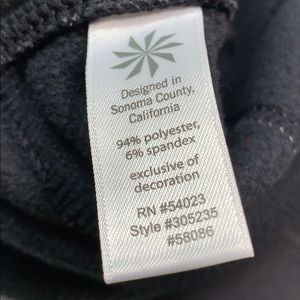 Designed in
Sonoma County,
California
94% polyester,
6% spandex
exclusive of
decoration
RN #54023
Style #305235
#58086